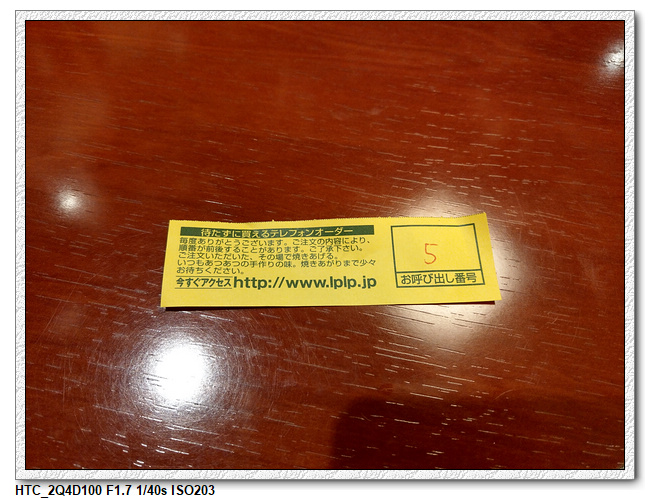 待たずに買えるテレフォンオーダー
毎度ありがとうございます。ご注文の内容により、
順番が前後することがあります。ご了承下さい。
ご注文いただいた、その場で焼きあげる。
いつもあつあつの手作りの味。焼きあがりまで少々
お待ちください。
今すぐアクセスhttp://www.lplp.jp
5
お呼び出し番号
HTC_2Q4D100 F1.7 1/40s ISO203